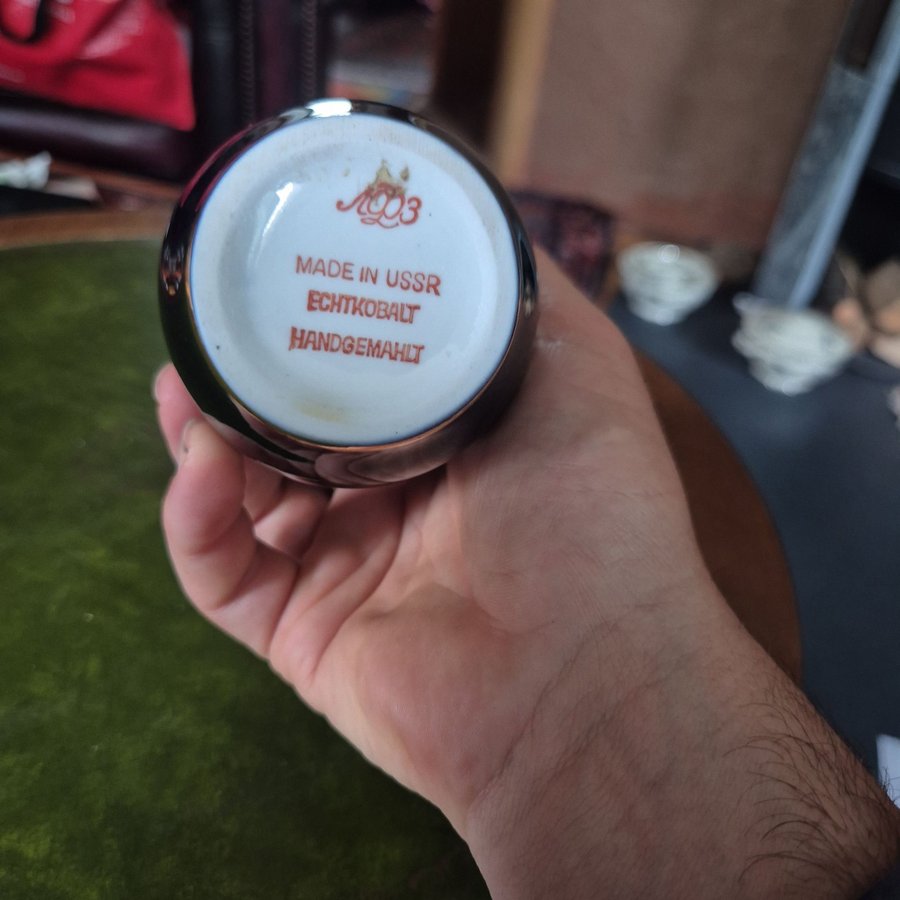 ЛФЗ
MADE IN USSR
ECHTKOBALT
HANDGEMAHLT